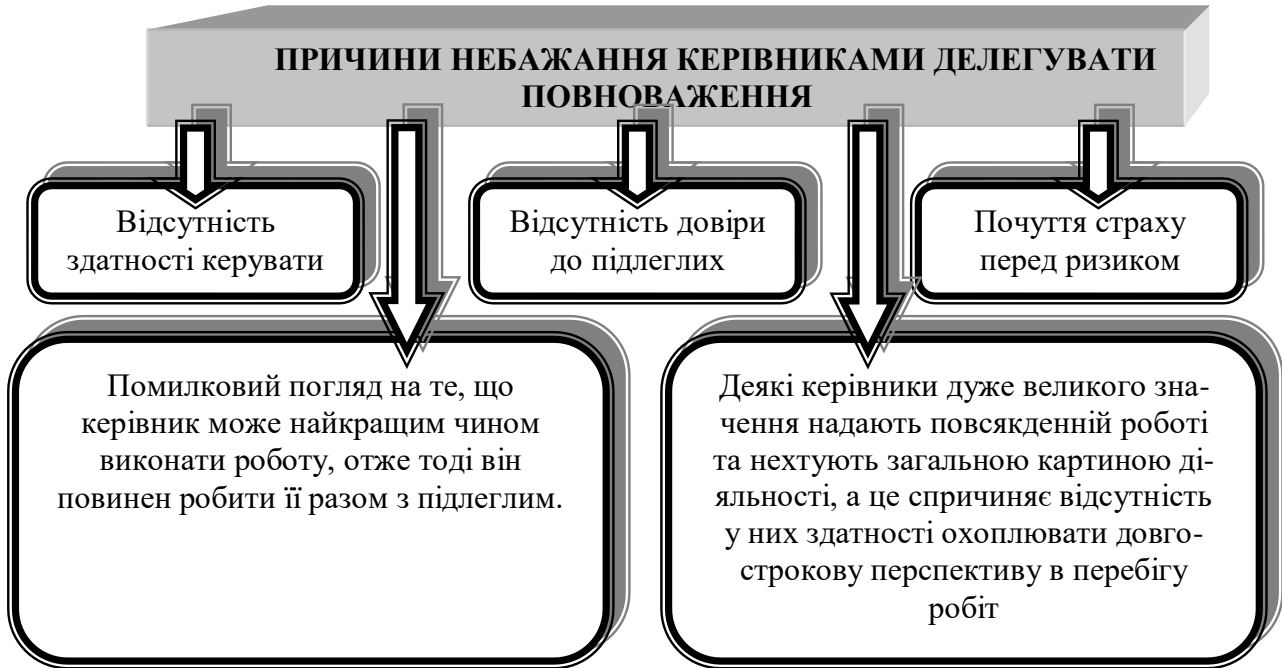 ПРИЧИНИ НЕБАЖАННЯ КЕРІВНИКАМИ ДЕЛЕГУВАТИ
ПОВНОВАЖЕННЯ
Відсутність
здатності керувати
Відсутність довіри
до підлеглих
Почуття страху
перед ризиком
Помилковий погляд на те, що
керівник може найкращим чином
виконати роботу, отже тоді він
повинен робити її разом з підлеглим.
Деякі керівники дуже великого зна-
чення надають повсякденній роботі
та нехтують загальною картиною ді-
яльності, а це спричиняє відсутність
у них здатності охоплювати довго-
строкову перспективу в перебігу
робіт